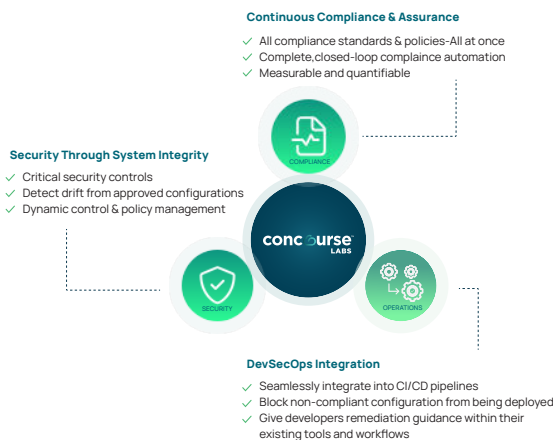 Continuous Compliance & Assurance
All compliance standards & policies-All at once
Complete,closed-loop complaince automation
Measurable and quantifiable
COMPLIANCE
Security Through System Integrity
Critical security controls
Detect drift from approved configurations
Dynamic control & policy management
concourse™
LABS
SECURITY
OPERATIONS
DevSecOps Integration
Seamlessly integrate into CI/CD pipelines
Block non-compliant configuration from being deployed
Give developers remediation guidance within their
existing tools and workflows